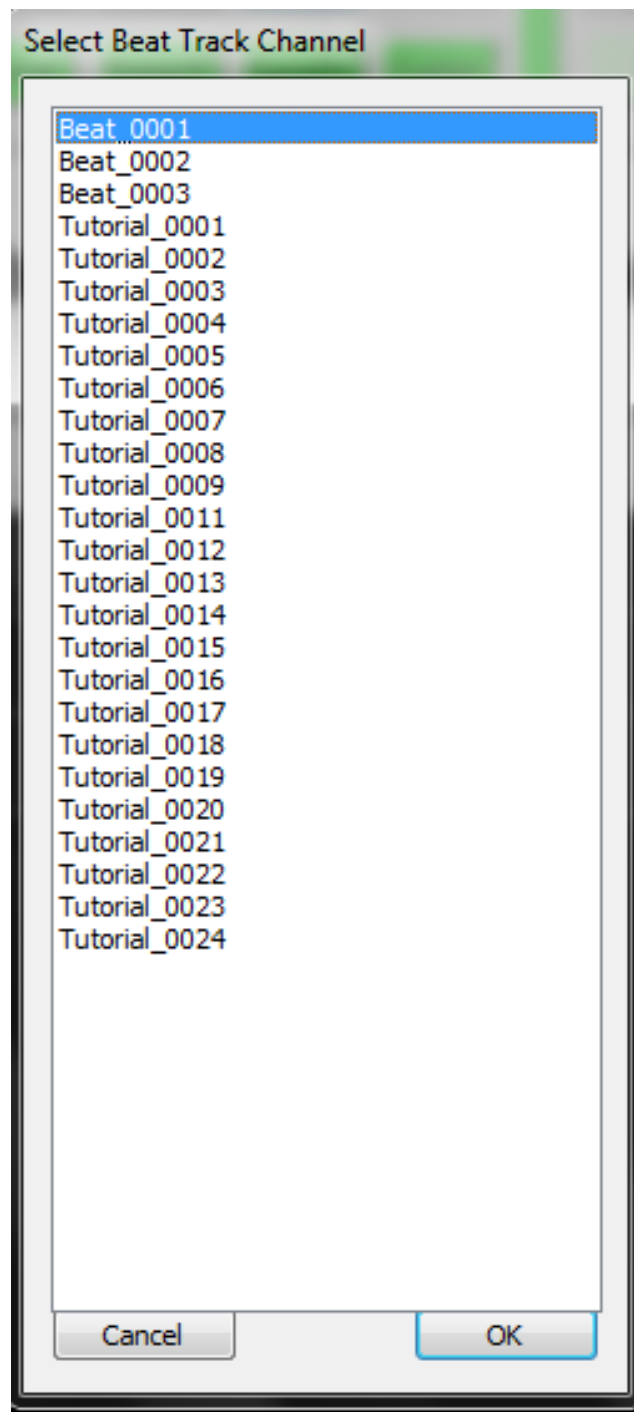 Select Beat Track Channel
Beat_0001
Beat_0002
Beat_0003
Tutorial_0001
Tutorial_0002
Tutorial_0003
Tutorial_0004
Tutorial_0005
Tutorial_0006
Tutorial_0007
Tutorial_0008
Tutorial_0009
Tutorial_0011
Tutorial_0012
Tutorial_0013
Tutorial_0014
Tutorial_0015
Tutorial_0016
Tutorial_0017
Tutorial_0018
Tutorial_0019
Tutorial_0020
Tutorial_0021
Tutorial_0022
Tutorial_0023
Tutorial_0024
Cancel OK